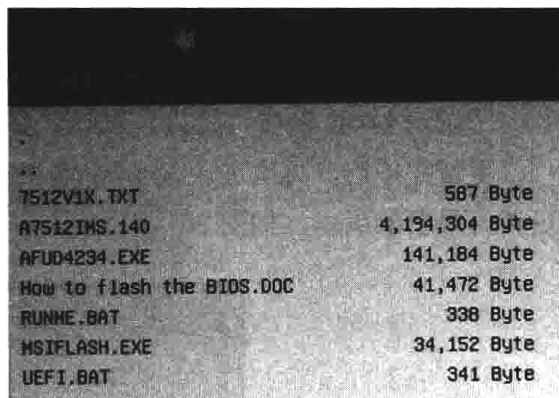 .
..
7512V1X.TXT 587 Byte
A7512IMS.140 4,194,304 Byte
AFUD4234.EXE 141,184 Byte
How to flash the BIOS.DOC 41,472 Byte
RUNME.BAT 338 Byte
MSIFLASH.EXE 34,152 Byte
UEFI.BAT 341 Byte